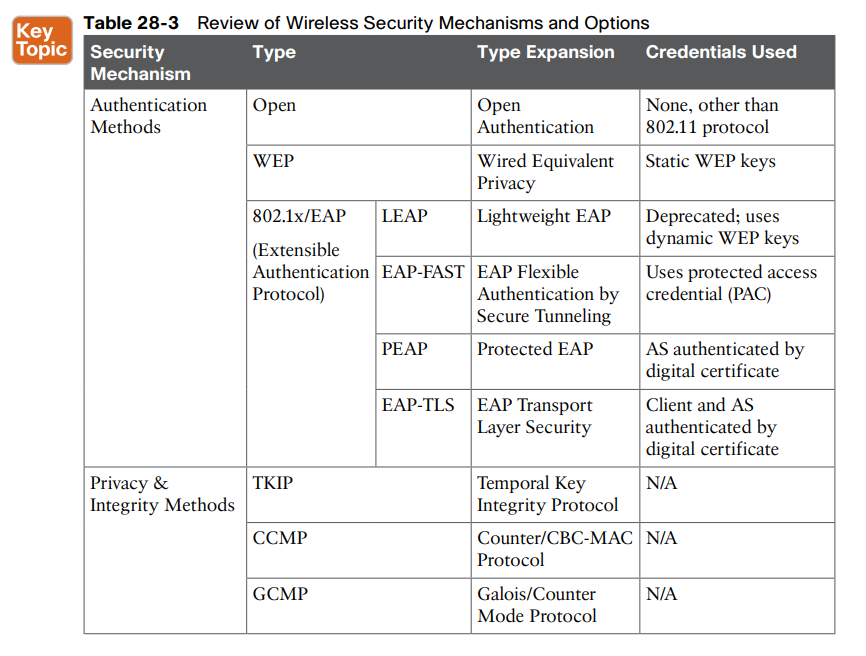 Key
Topic
Table 28-3 Review of Wireless Security Mechanisms and Options
Security
Mechanism
Type
Type Expansion
Credentials Used
Authentication
Methods
Open
Open
Authentication
None, other than
802.11 protocol
WEP
Wired Equivalent
Privacy
Static WEP keys
802.1x/EAP
(Extensible
Authentication
Protocol)
LEAP
Lightweight EAP
Deprecated; uses
dynamic WEP keys
EAP-FAST
EAP Flexible
Authentication by
Secure Tunneling
Uses protected access
credential (PAC)
PEAP
Protected EAP
AS authenticated by
digital certificate
EAP-TLS
EAP Transport
Layer Security
Client and AS
authenticated by
digital certificate
Privacy &
Integrity Methods
TKIP
Temporal Key
Integrity Protocol
N/A
CCMP
Counter/CBC-MAC
Protocol
N/A
GCMP
Galois/Counter
Mode Protocol
N/A